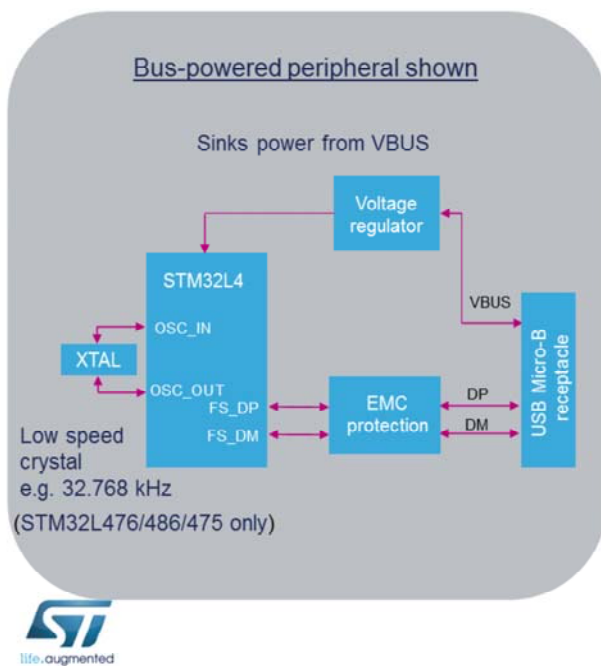 Bus-powered peripheral shown
Sinks power from VBUS
Voltage
regulator
STM32L4
VBUS
OSC_IN
XTAL
OSC_OUT
FS_DP
FS_DM
EMC
protection
DP
DM
USB Micro-B
receptacle
Low speed
crystal
e.g. 32.768 kHz
(STM32L476/486/475 only)
ST
life.augmented